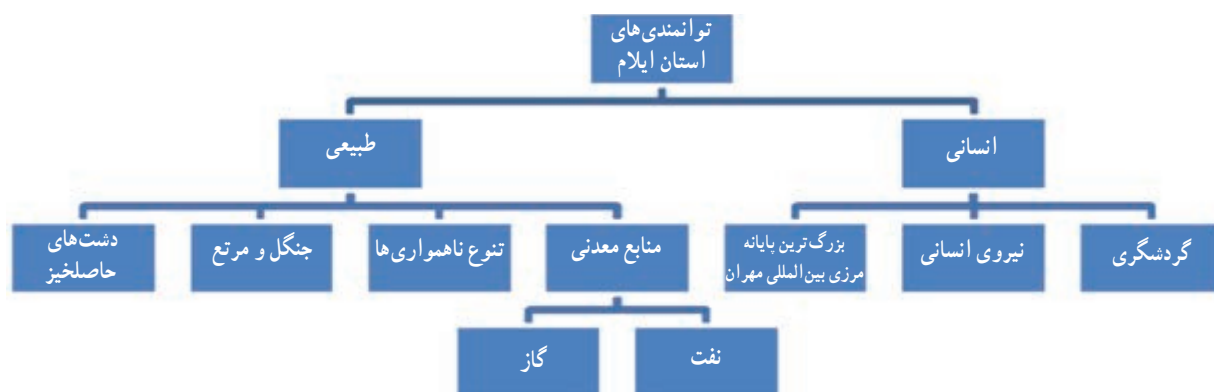 توانمندی‌های
استان ایلام
انسانی
طبیعی
گردشگری
نیروی انسانی
بزرگ‌ترین پایانه
مرزی بین‌المللی مهران
منابع معدنی
تنوع ناهمواری‌ها
جنگل و مرتع
دشت‌های
حاصلخیز
نفت
گاز